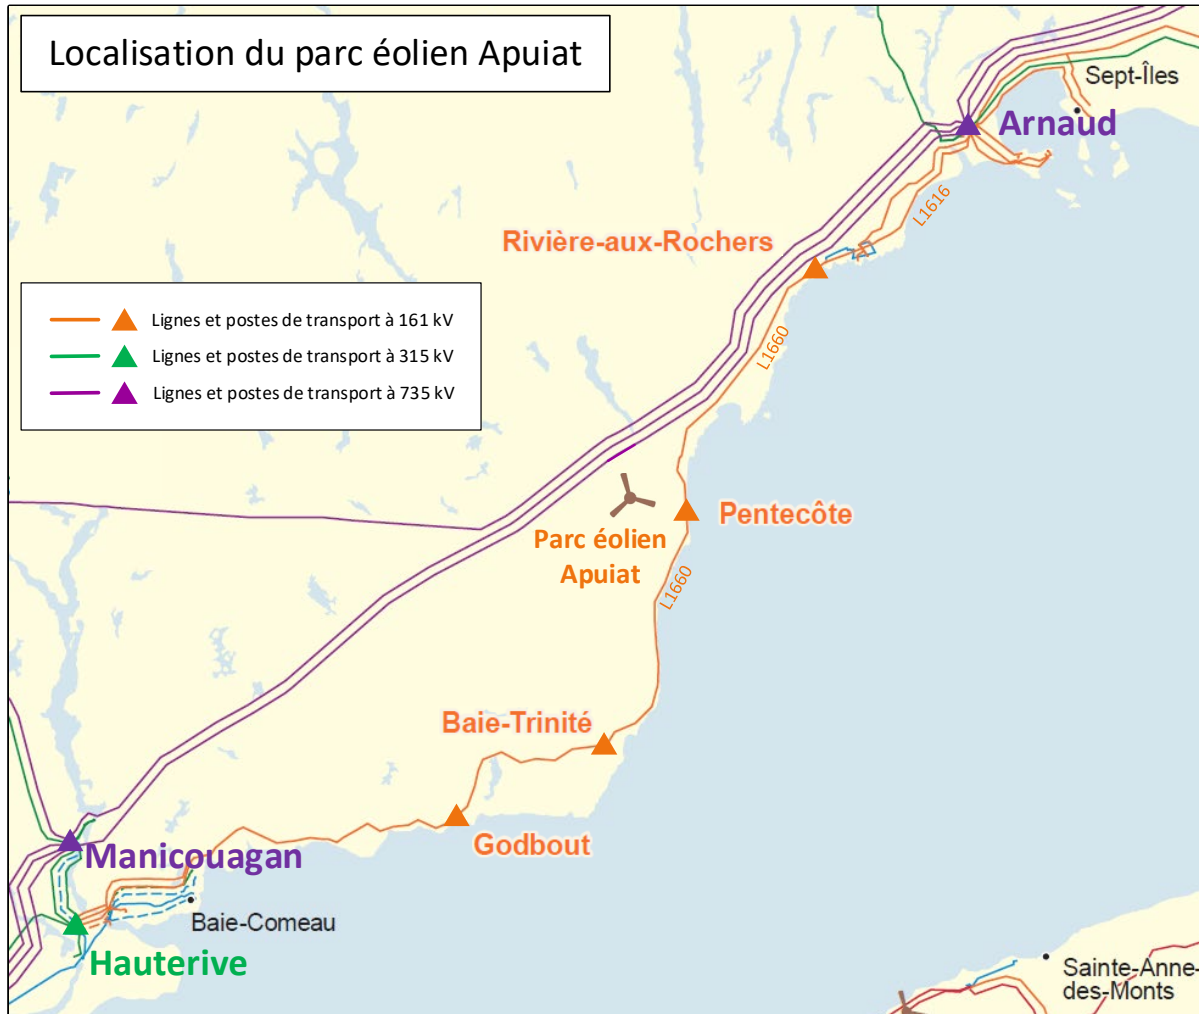 Localisation du parc éolien Apuiat
Sept-Îles
Arnaud
L1616
Rivière-aux-Rochers
Lignes et postes de transport à 161 kV
Lignes et postes de transport à 315 kV
Lignes et postes de transport à 735 kV
L1660
Pentecôte
Parc éolien
Apuiat
L1660
Baie-Trinité
Godbout
Manicouagan
Baie-Comeau
Hauterive
Sainte-Anne-
des-Monts